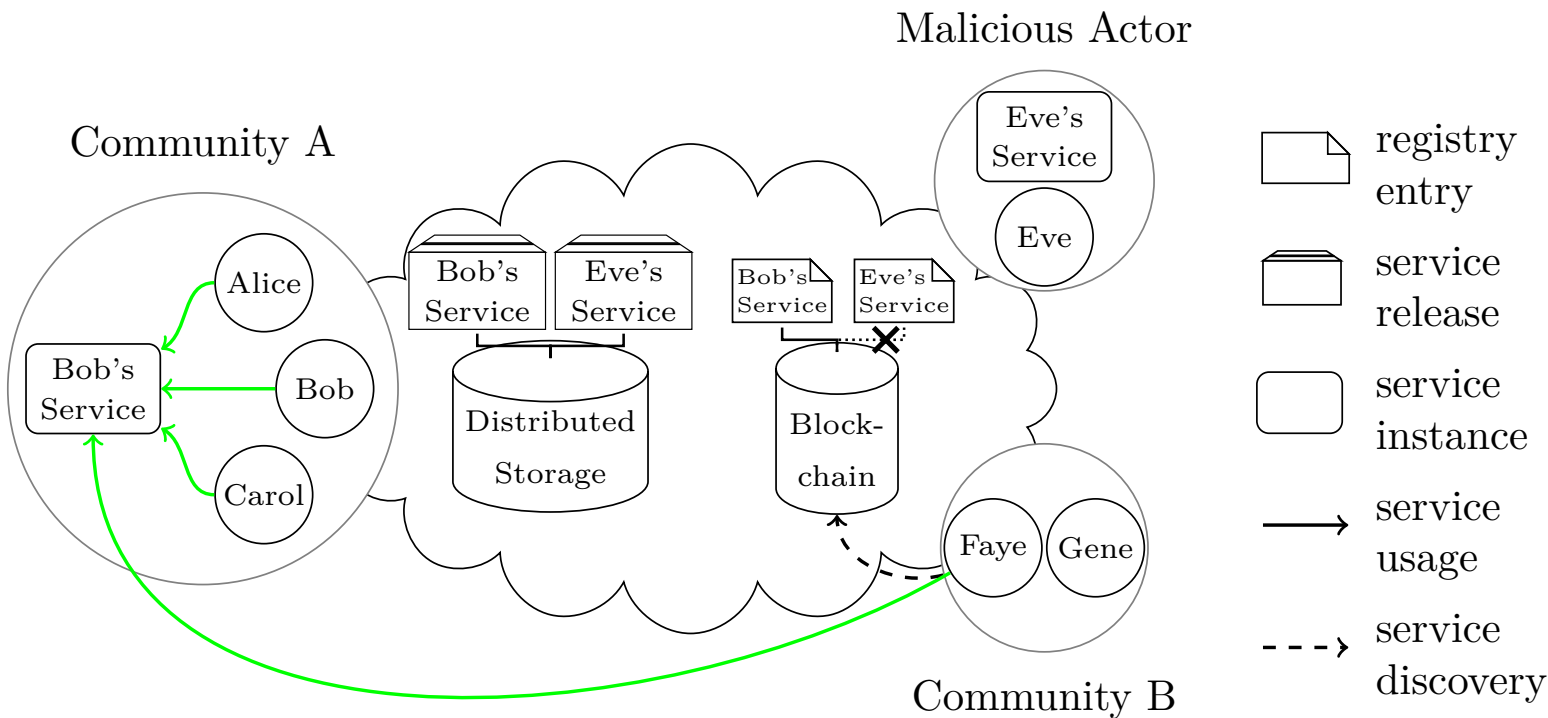 Malicious Actor
Community A
Eve's
Service
Eve
Alice
Bob
Carol
Bob's
Service
Bob's
Service
Eve's
Service
Bob's
Service
Eve's
Service
Distributed
Storage
Block-
chain
Faye
Gene
Community B
registry
entry
service
release
service
instance
service
usage
service
discovery